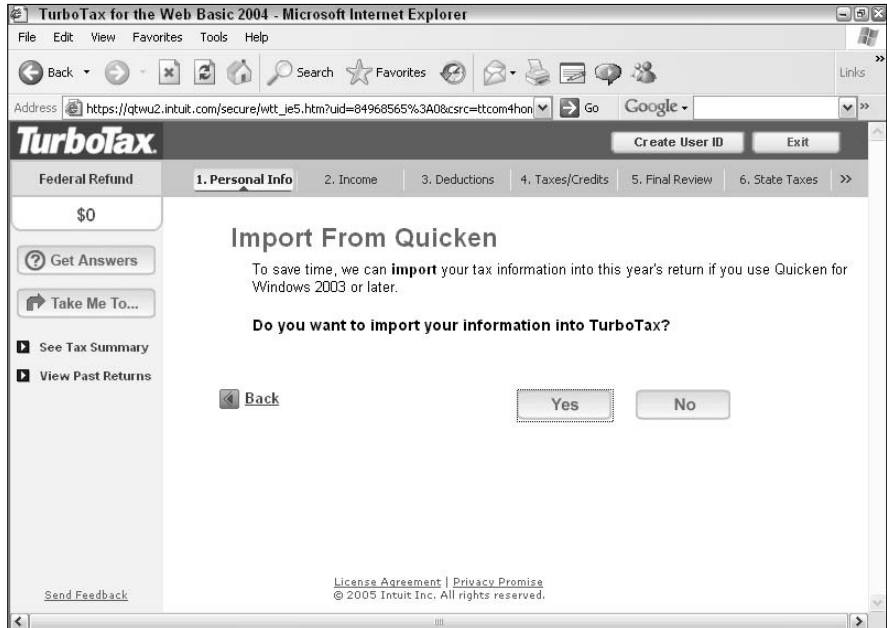 TurboTax for the Web Basic 2004 - Microsoft Internet Explorer
File Edit View Favorites Tools Help
Back Search Favorites Links
Address https://qtwu2.intuit.com/secure/wtt_ie5.htm?uid=84968565%3A0&csrc=ttcom4hon Go Google
TurboTax. Create User ID Exit
Federal Refund 1. Personal Info 2. Income 3. Deductions 4. Taxes/Credits 5. Final Review 6. State Taxes >>
$0
Import From Quicken
Get Answers
To save time, we can import your tax information into this year's return if you use Quicken for
Windows 2003 or later.
Take Me To...
Do you want to import your information into TurboTax?
See Tax Summary
View Past Returns
Back Yes No
License Agreement | Privacy Promise
Send Feedback
© 2005 Intuit Inc. All rights reserved.